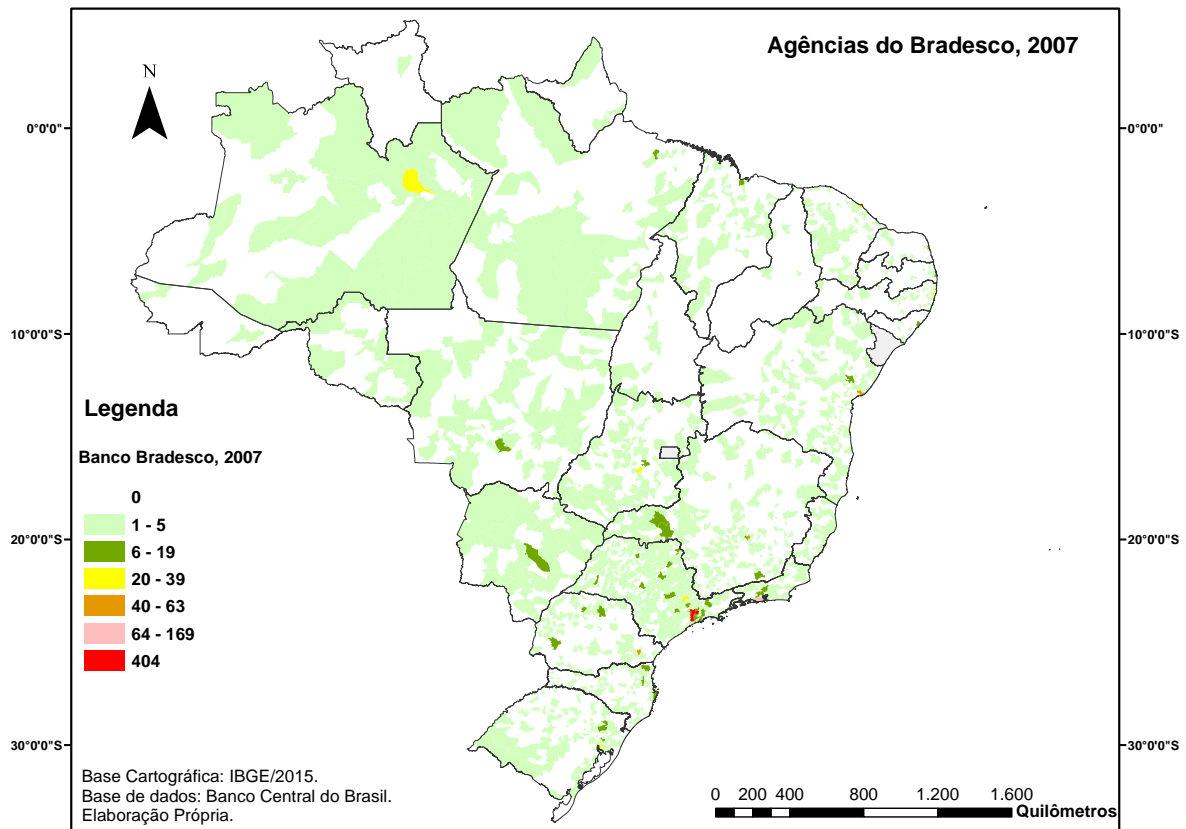 Agências do Bradesco, 2007
N
0°0'0"
0°0'0"
10°0'0"S
10°0'0"S
Legenda
Banco Bradesco, 2007
0
1 - 5
6 - 19
20 - 39
40 - 63
64 - 169
404
20°0'0"S
20°0'0"S
30°0'0"S
30°0'0"S
Base Cartográfica: IBGE/2015.
Base de dados: Banco Central do Brasil.
Elaboração Própria.
0 200 400 800 1.200 1.600
Quilômetros